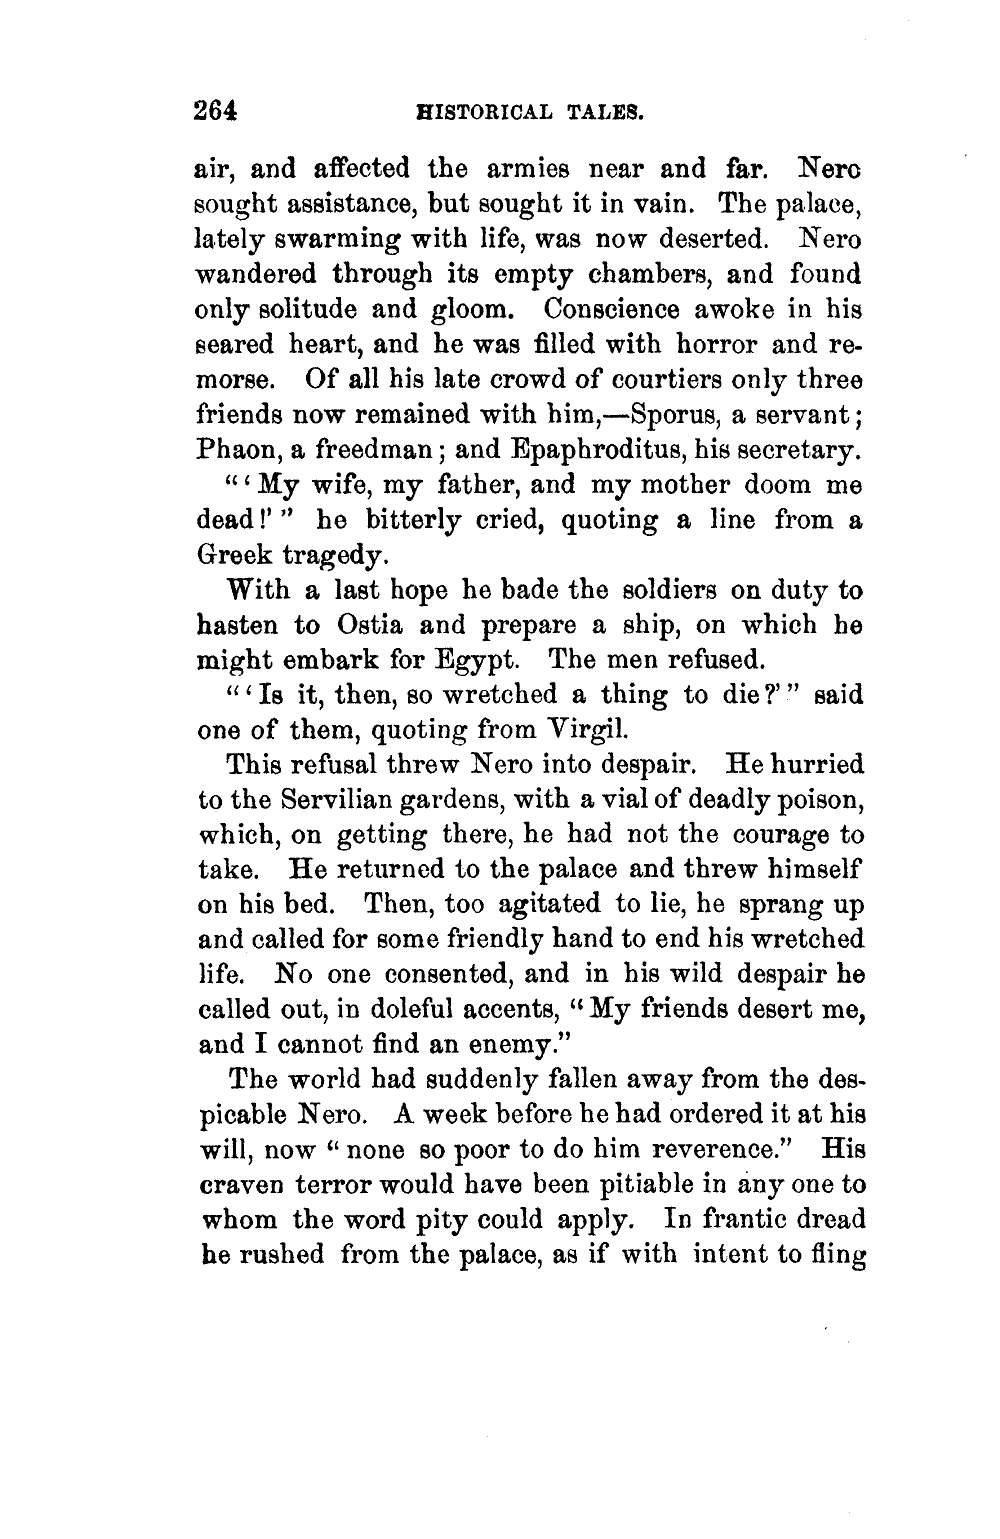 264 HISTORICAL TALES.
air, and affected the armies near and far. Nero
sought assistance, but sought it in vain. The palace,
lately swarming with life, was now deserted. Nero
wandered through its empty chambers, and found
only solitude and gloom. Conscience awoke in his
seared heart, and he was filled with horror and re-
morse. Of all his late crowd of courtiers only three
friends now remained with him,—Sporus, a servant;
Phaon, a freedman; and Epaphroditus, his secretary.
“‘My wife, my father, and my mother doom me
dead!’” he bitterly cried, quoting a line from a
Greek tragedy.
With a last hope he bade the soldiers on duty to
hasten to Ostia and prepare a ship, on which he
might embark for Egypt. The men refused.
“‘Is it, then, so wretched a thing to die?’” said
one of them, quoting from Virgil.
This refusal threw Nero into despair. He hurried
to the Servilian gardens, with a vial of deadly poison,
which, on getting there, he had not the courage to
take. He returned to the palace and threw himself
on his bed. Then, too agitated to lie, he sprang up
and called for some friendly hand to end his wretched
life. No one consented, and in his wild despair he
called out, in doleful accents, “My friends desert me,
and I cannot find an enemy.”
The world had suddenly fallen away from the des-
picable Nero. A week before he had ordered it at his
will, now “none so poor to do him reverence.” His
craven terror would have been pitiable in any one to
whom the word pity could apply. In frantic dread
he rushed from the palace, as if with intent to fling